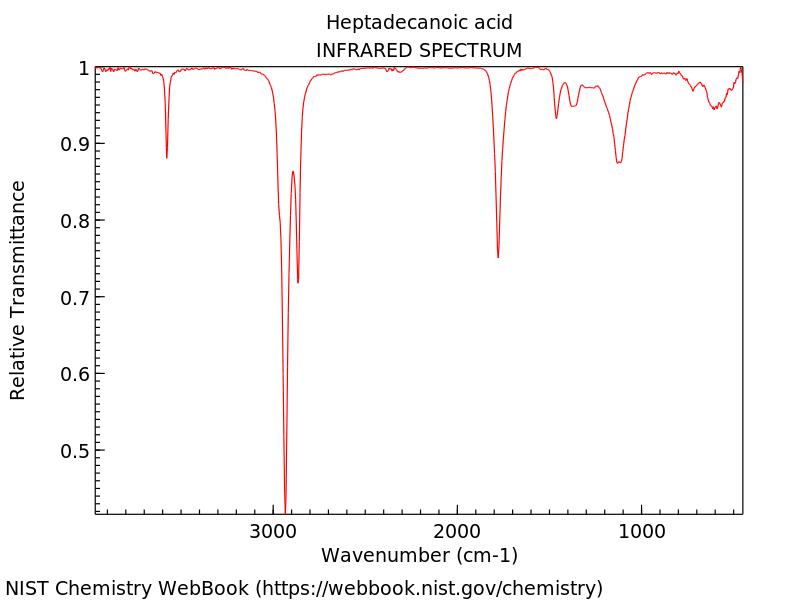 Heptadecanoic acid
INFRARED SPECTRUM
1
0.9
0.8
0.7
0.6
0.5
Relative Transmittance
3000 2000 1000
Wavenumber (cm-1)
NIST Chemistry WebBook (https://webbook.nist.gov/chemistry)